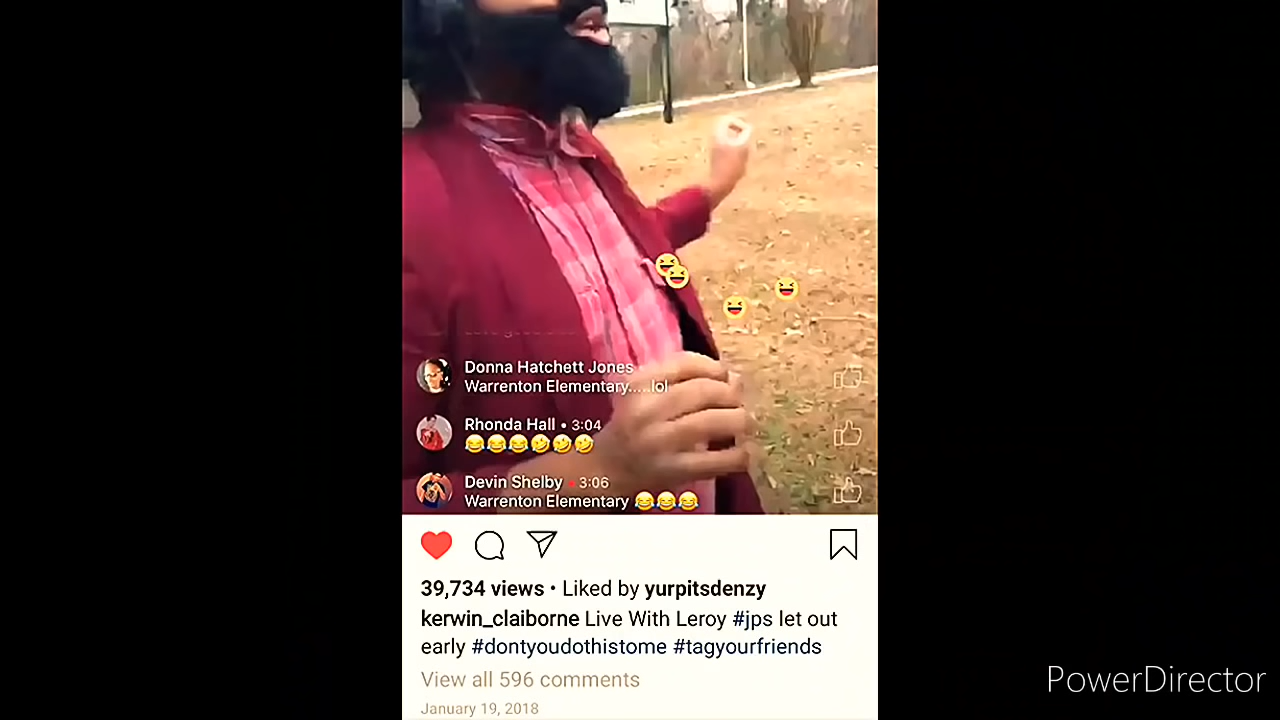 Donna Hatchett Jones
Warrenton Elementary.....lol
Rhonda Hall • 3:04
😂😂😂🤣🤣🤣
Devin Shelby • 3:06
Warrenton Elementary 😂😂😂
39,734 views • Liked by yurpitsdenzy
kerwin_claiborne Live With Leroy #jps let out
early #dontyoudothistome #tagyourfriends
View all 596 comments
January 19, 2018
PowerDirector